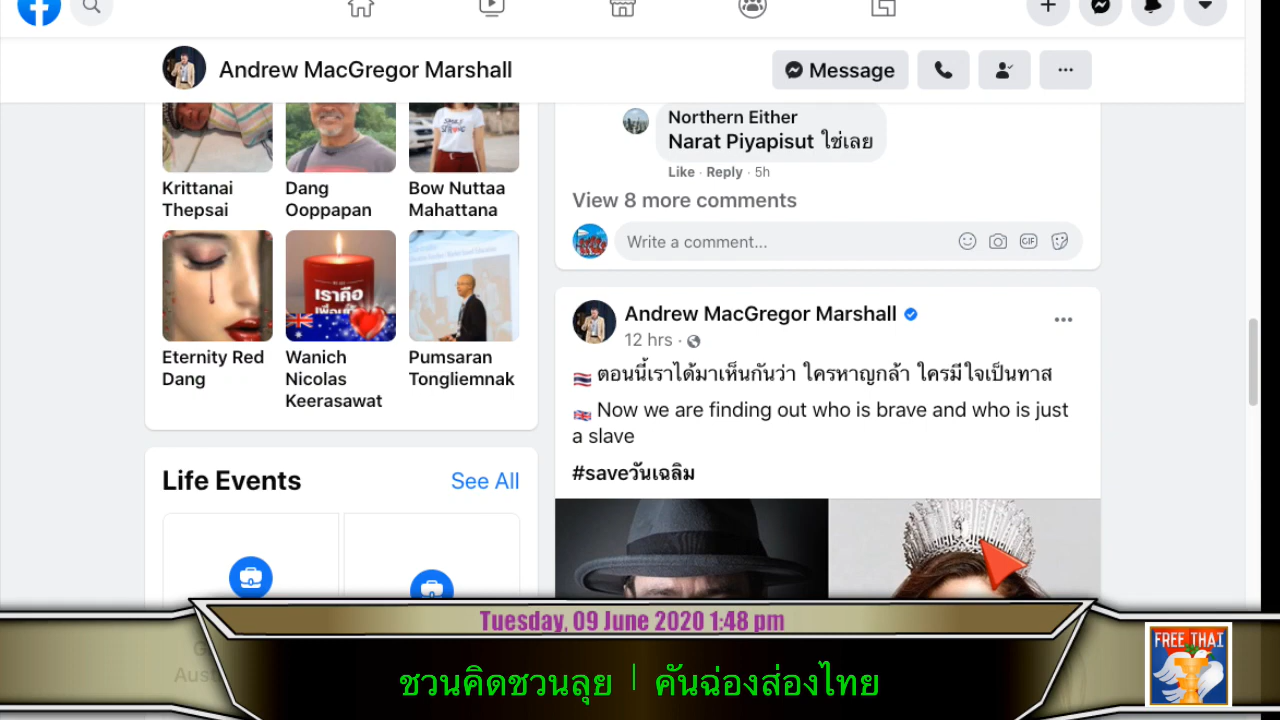 Andrew MacGregor Marshall
Message
Krittanai
Thepsai
Dang
Ooppapan
Bow Nuttaa
Mahattana
Eternity Red
Dang
เราคือ
Wanich
Nicolas
Keerasawat
Pumsaran
Tongliemnak
Life Events
See All
Northern Either
Narat Piyapisut ใช่เลย
Like · Reply · 5h
View 8 more comments
Write a comment...
GIF
Andrew MacGregor Marshall
12 hrs ·
ตอนนี้เราได้มาเห็นกันว่า ใครหาญกล้า ใครมีใจเป็นทาส
Now we are finding out who is brave and who is just
a slave
#saveวันเฉลิม
Tuesday, 09 June 2020 1:48 pm
ชวนคิดชวนลุย | คันฉ่องส่องไทย
FREE THAI